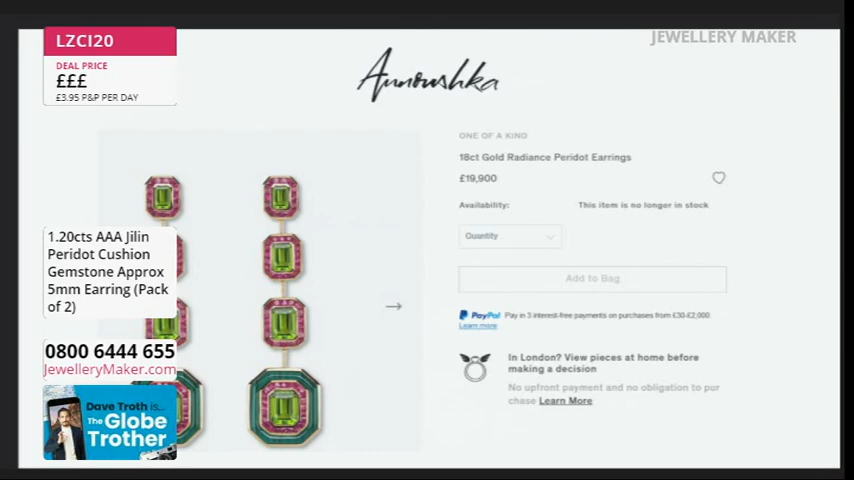 LZCI20
DEAL PRICE
£££
£3.95 P&P PER DAY
JEWELLERY MAKER
Annoushka
ONE OF A KIND
18ct Gold Radiance Peridot Earrings
£19,900
Availability: This item is no longer in stock
Quantity
Add to Bag
PayPal Pay in 3 interest-free payments on purchases from £30-£2,000.
Learn more
In London? View pieces at home before
making a decision
No upfront payment and no obligation to pur
chase Learn More
1.20cts AAA Jilin
Peridot Cushion
Gemstone Approx
5mm Earring (Pack
of 2)
0800 6444 655
JewelleryMaker.com
Dave Troth is...
The Globe
Trother